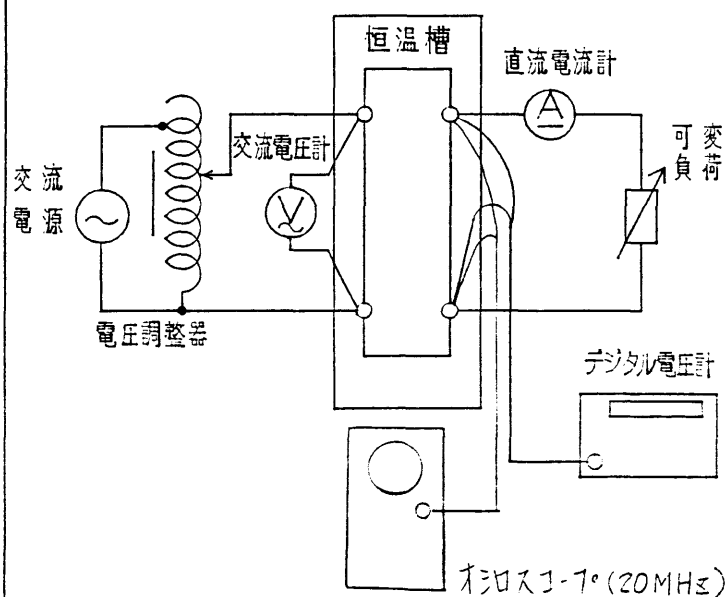 恒温槽
直流電流計
A
可変
負荷
交流電圧計
V
交流
電源
電圧調整器
デジタル電圧計
オシロスコープ(20MHz)